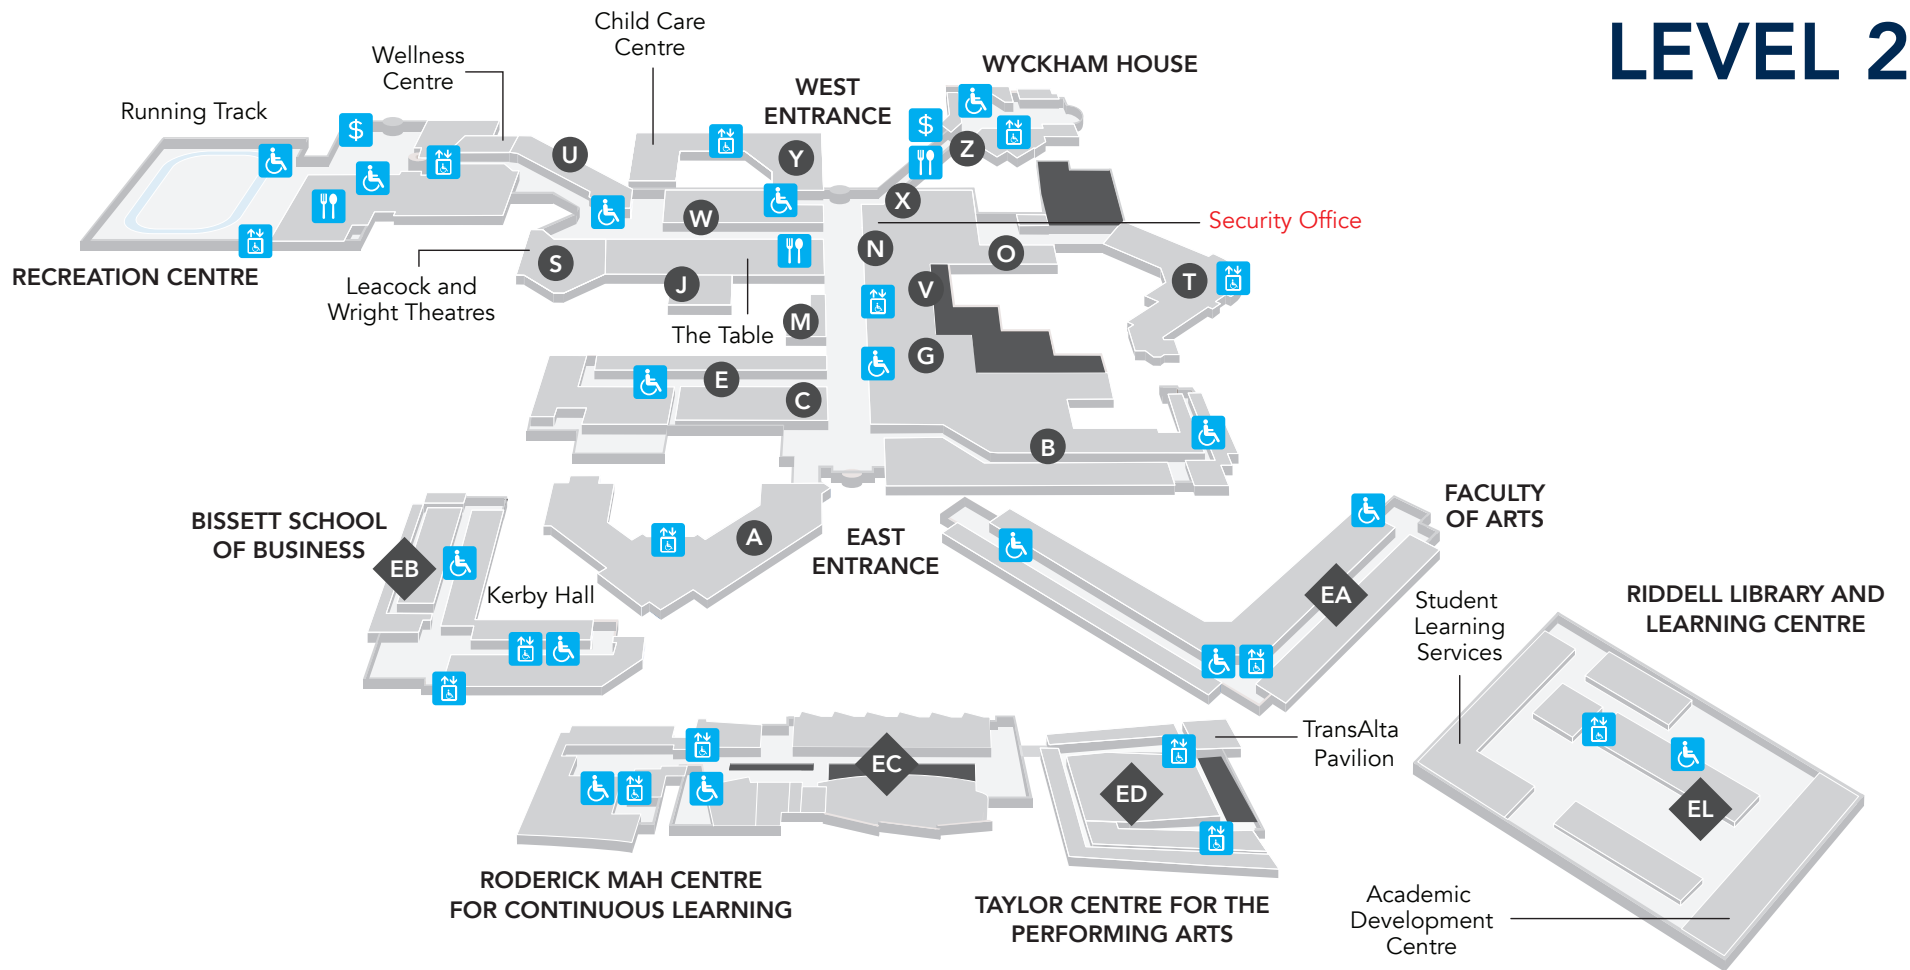 LEVEL 2
Child Care
Centre
Wellness
Centre
WYCKHAM HOUSE
WEST
ENTRANCE
Running Track
$
$
U
Y
Z
W
X
Security Office
N
O
S
J
V
T
RECREATION CENTRE
Leacock and
Wright Theatres
The Table
M
G
E
C
B
BISSETT SCHOOL
OF BUSINESS
EB
Kerby Hall
A
EAST
ENTRANCE
FACULTY
OF ARTS
EA
Student
Learning
Services
RIDDELL LIBRARY AND
LEARNING CENTRE
TransAlta
Pavilion
EC
ED
EL
RODERICK MAH CENTRE
FOR CONTINUOUS LEARNING
TAYLOR CENTRE FOR THE
PERFORMING ARTS
Academic
Development
Centre